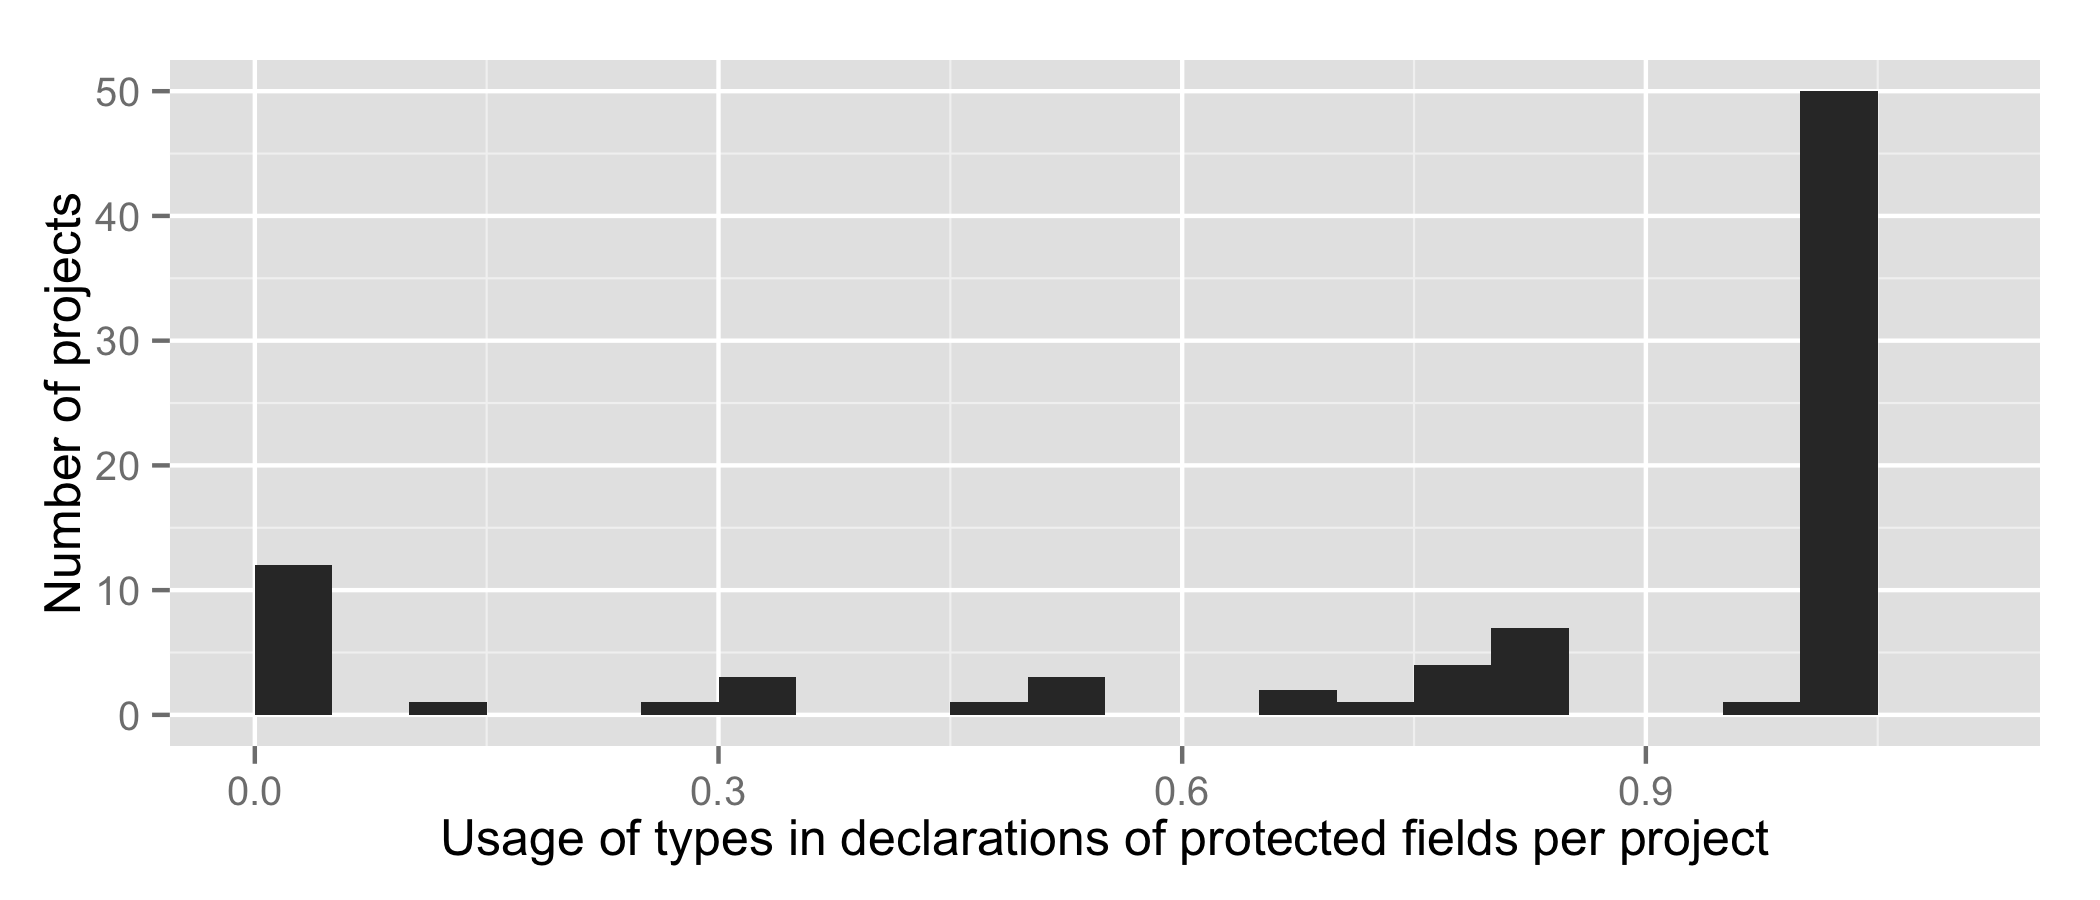 Number of projects
50
40
30
20
10
0
0.0 0.3 0.6 0.9
Usage of types in declarations of protected fields per project